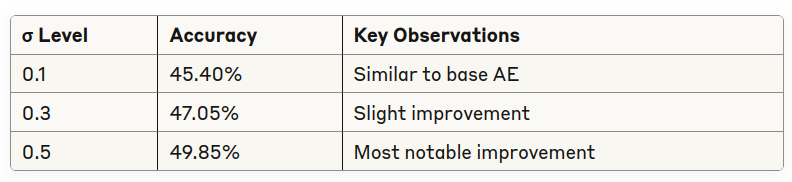 σ Level Accuracy Key Observations
0.1 45.40% Similar to base AE
0.3 47.05% Slight improvement
0.5 49.85% Most notable improvement